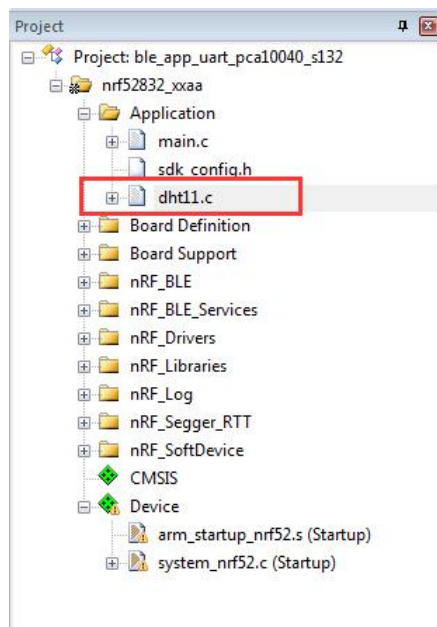 Project
Project: ble_app_uart_pca10040_s132
nrf52832_xxaa
Application
main.c
sdk_config.h
dht11.c
Board Definition
Board Support
nRF_BLE
nRF_BLE_Services
nRF_Drivers
nRF_Libraries
nRF_Log
nRF_Segger_RTT
nRF_SoftDevice
CMSIS
Device
arm_startup_nrf52.s (Startup)
system_nrf52.c (Startup)